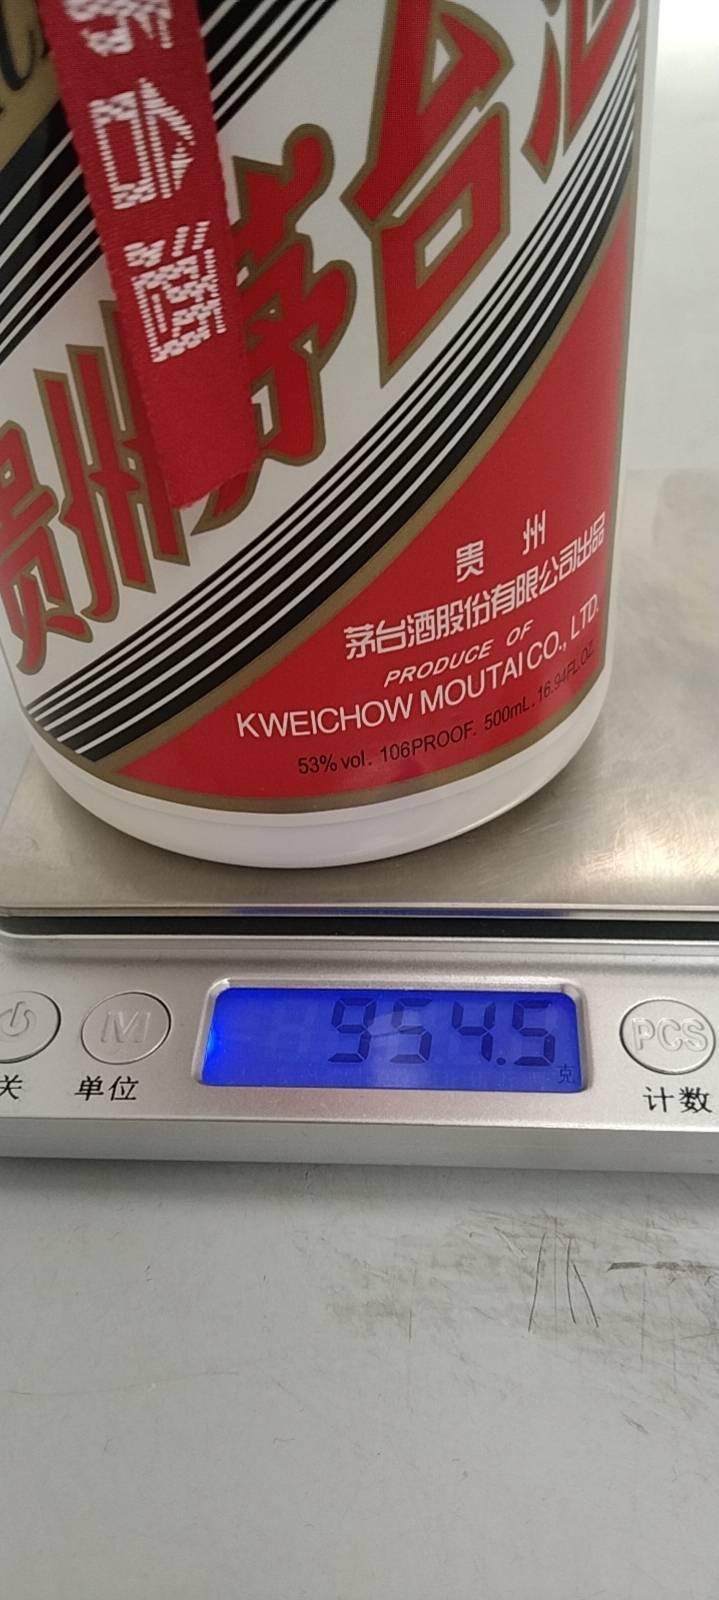 贵州茅台酒
贵 州
茅台酒股份有限公司出品
PRODUCE OF
KWEICHOW MOUTAI CO., LTD.
53% vol. 106PROOF. 500mL. 16.94FL.OZ.
954.5
克
M
PCS
关
单位
计数